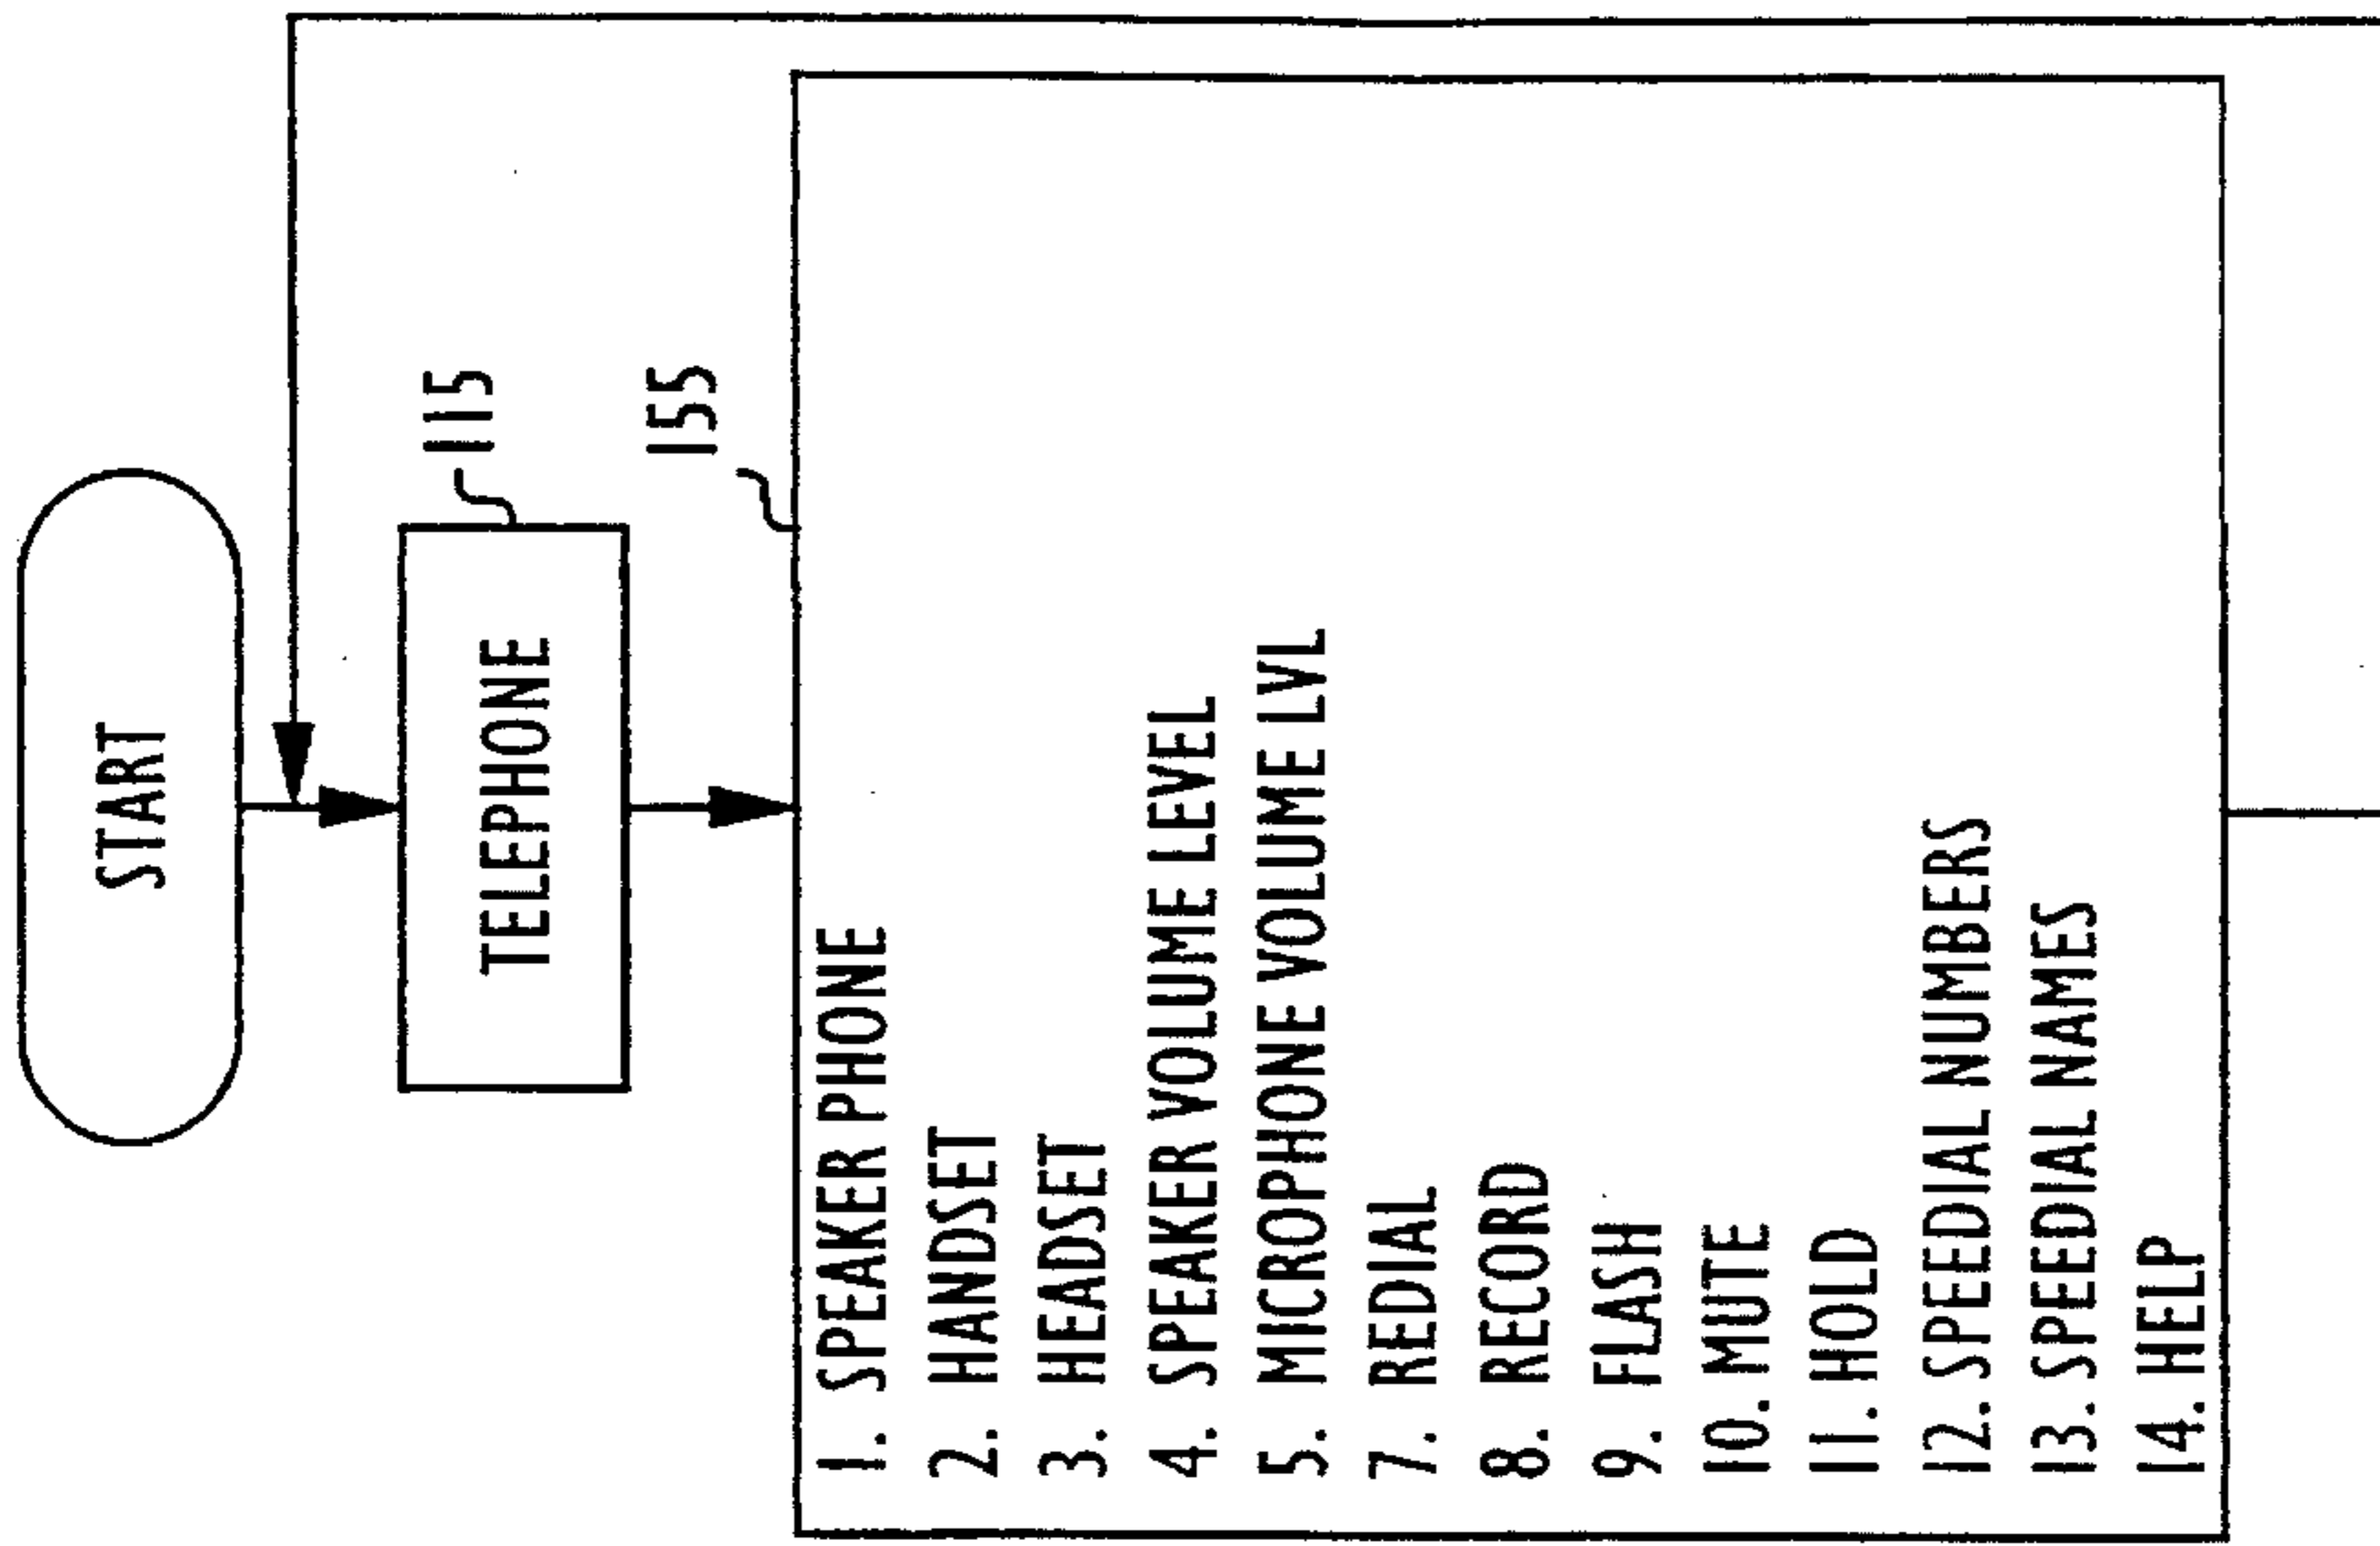 START
115
TELEPHONE
155
1. SPEAKER PHONE
2. HANDSET
3. HEADSET
4. SPEAKER VOLUME LEVEL
5. MICROPHONE VOLUME LVL
7. REDIAL
8. RECORD
9. FLASH
10. MUTE
11. HOLD
12. SPEEDIAL NUMBERS
13. SPEEDIAL NAMES
14. HELP